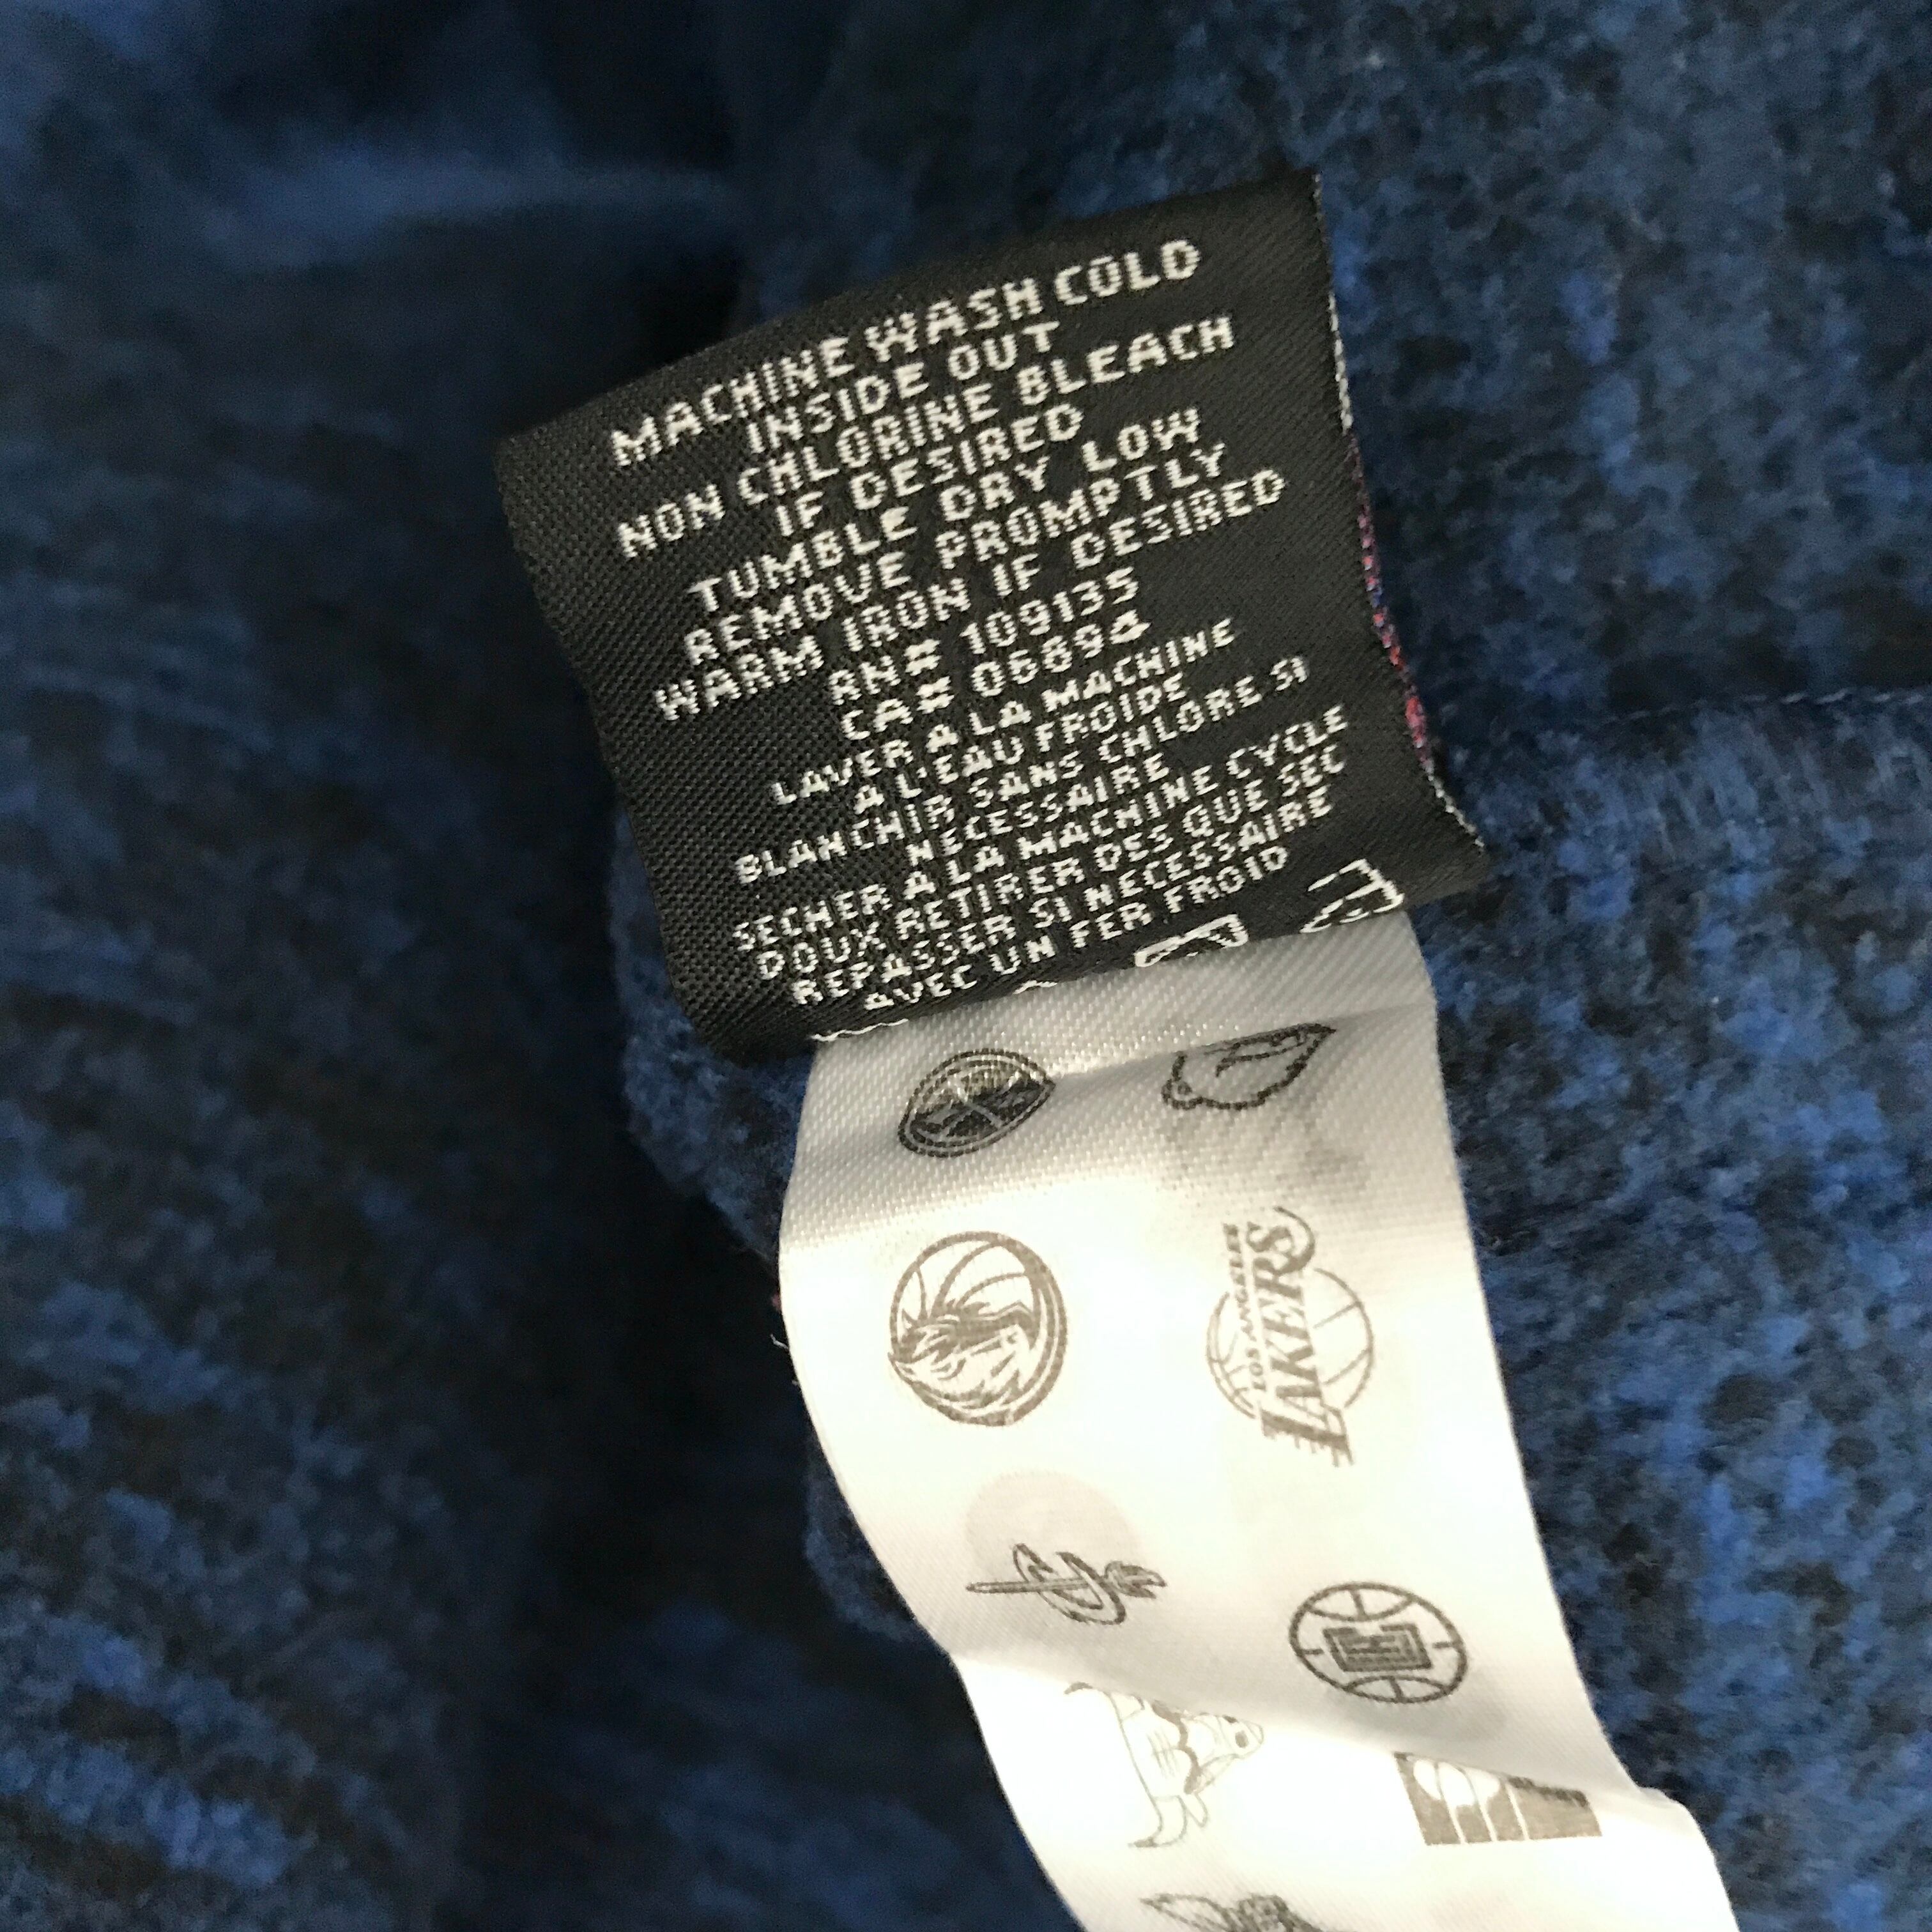 MACHINE WASH COLD
INSIDE OUT
NON CHLORINE BLEACH
IF DESIRED
TUMBLE DRY LOW
REMOVE PROMPTLY
WARM IRON IF DESIRED
RN# 109135
CA# 06894
LAVER A LA MACHINE
A L'EAU FROIDE
BLANCHIR SANS CHLORE SI
NECESSAIRE
SECHER A LA MACHINE CYCLE
DOUX RETIRER DES QUE SEC
REPASSER SI NECESSAIRE
AVEC UN FER FROID
LOS ANGELES
LAKERS